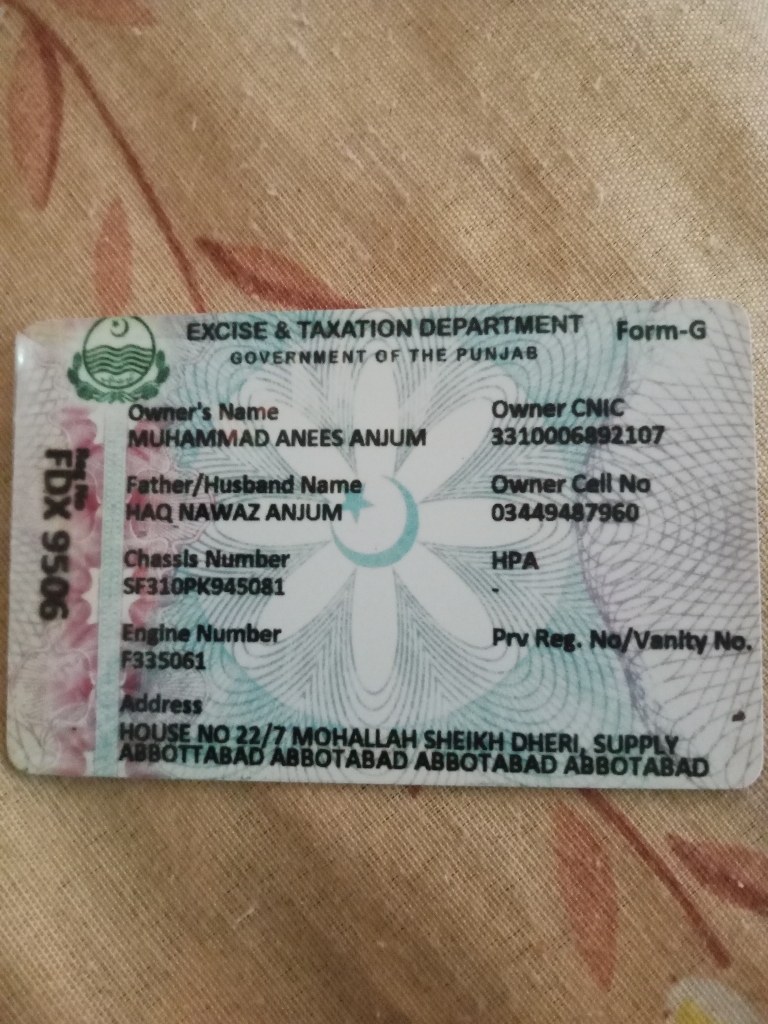 EXCISE & TAXATION DEPARTMENT Form-G
GOVERNMENT OF THE PUNJAB
Reg No
FDX 9506
Owner's Name
MUHAMMAD ANEES ANJUM
Owner CNIC
3310006892107
Father/Husband Name
HAQ NAWAZ ANJUM
Owner Cell No
03449487960
Chassis Number
SF310PK945081
HPA
-
Engine Number
F335061
Prv Reg. No/Vanity No.
Address
HOUSE NO 22/7 MOHALLAH SHEIKH DHERI, SUPPLY
ABBOTTABAD ABBOTABAD ABBOTABAD ABBOTABAD